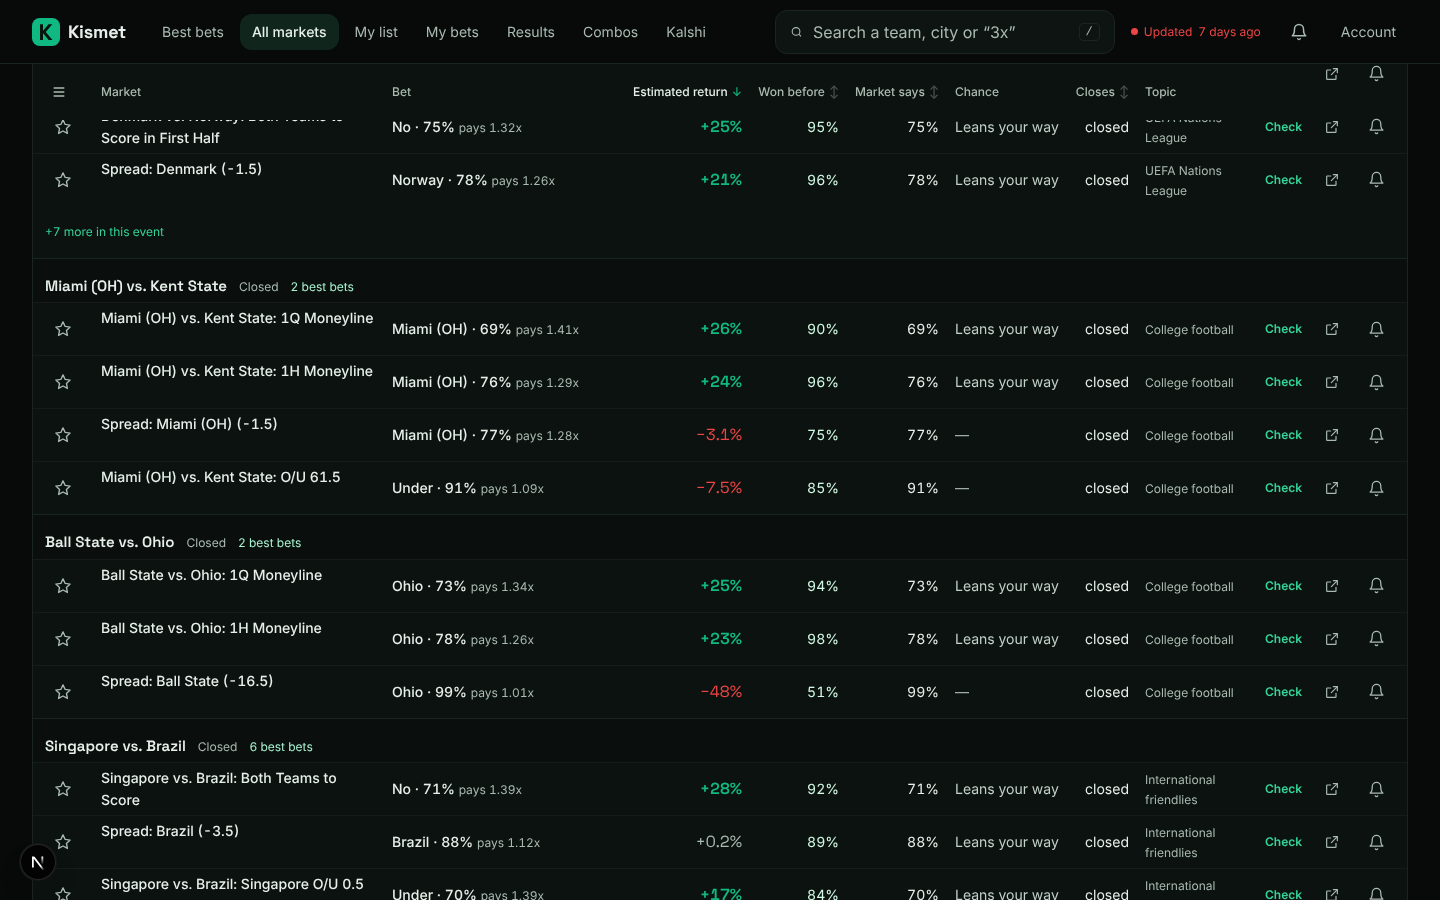 Kismet
Best bets
All markets
My list
My bets
Results
Combos
Kalshi
Search a team, city or “3x”
/
Updated 7 days ago
Account
Market Bet Estimated return ↓ Won before Market says Chance Closes Topic
Score in First Half No · 75% pays 1.32x +25% 95% 75% Leans your way closed UEFA Nations League Check
Spread: Denmark (-1.5) Norway · 78% pays 1.26x +21% 96% 78% Leans your way closed UEFA Nations League Check
+7 more in this event
Miami (OH) vs. Kent State Closed 2 best bets
Miami (OH) vs. Kent State: 1Q Moneyline Miami (OH) · 69% pays 1.41x +26% 90% 69% Leans your way closed College football Check
Miami (OH) vs. Kent State: 1H Moneyline Miami (OH) · 76% pays 1.29x +24% 96% 76% Leans your way closed College football Check
Spread: Miami (OH) (-1.5) Miami (OH) · 77% pays 1.28x −3.1% 75% 77% — closed College football Check
Miami (OH) vs. Kent State: O/U 61.5 Under · 91% pays 1.09x −7.5% 85% 91% — closed College football Check
Ball State vs. Ohio Closed 2 best bets
Ball State vs. Ohio: 1Q Moneyline Ohio · 73% pays 1.34x +25% 94% 73% Leans your way closed College football Check
Ball State vs. Ohio: 1H Moneyline Ohio · 78% pays 1.26x +23% 98% 78% Leans your way closed College football Check
Spread: Ball State (-16.5) Ohio · 99% pays 1.01x −48% 51% 99% — closed College football Check
Singapore vs. Brazil Closed 6 best bets
Singapore vs. Brazil: Both Teams to Score No · 71% pays 1.39x +28% 92% 71% Leans your way closed International friendlies Check
Spread: Brazil (-3.5) Brazil · 88% pays 1.12x +0.2% 89% 88% Leans your way closed International friendlies Check
Singapore vs. Brazil: Singapore O/U 0.5 Under · 70% pays 1.39x +17% 84% 70% Leans your way closed International Check